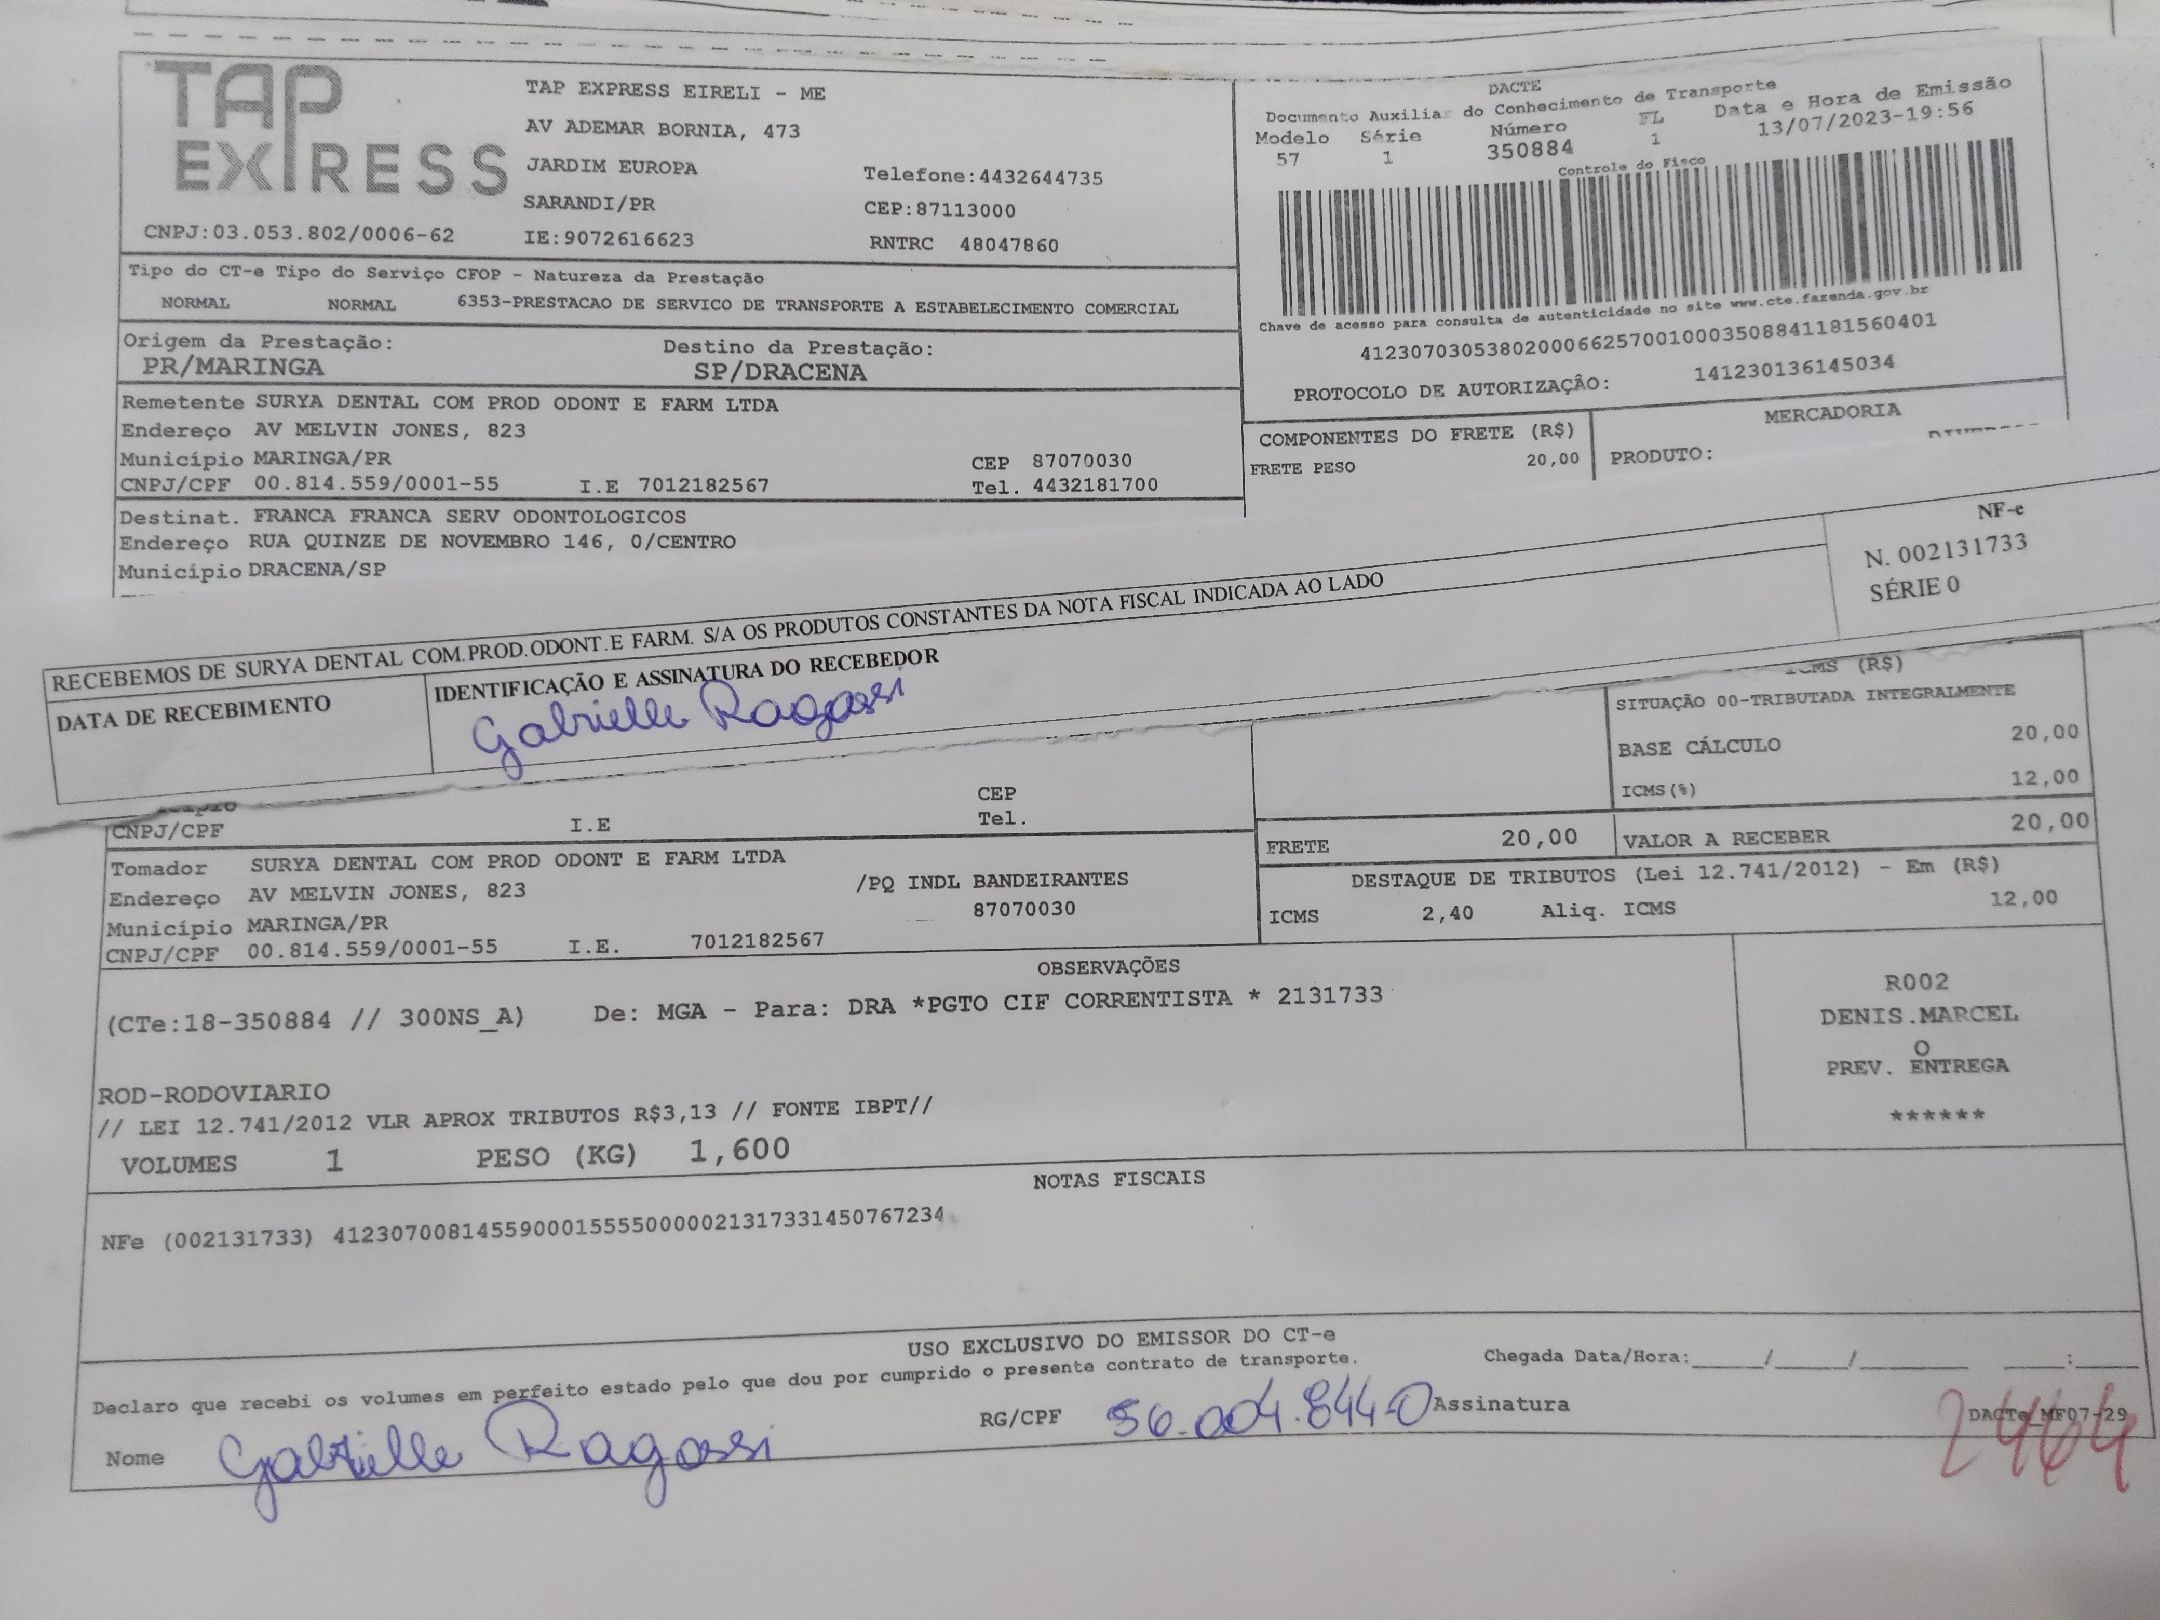 TAP EXPRESS
TAP EXPRESS EIRELI - ME
AV ADEMAR BORNIA, 473
JARDIM EUROPA
Telefone:4432644735
SARANDI/PR
CEP:87113000
CNPJ:03.053.802/0006-62
IE:9072616623
RNTRC 48047860
DACTE
Documento Auxiliar do Conhecimento de Transporte
Modelo Série Número FL Data e Hora de Emissão
57 1 350884 1 13/07/2023-19:56
Controle do Fisco
Chave de acesso para consulta de autenticidade no site www.cte.fazenda.gov.br
41230703053802000662570010003508841181560401
PROTOCOLO DE AUTORIZAÇÃO: 141230136145034
Tipo do CT-e Tipo do Serviço CFOP - Natureza da Prestação
NORMAL NORMAL 6353-PRESTACAO DE SERVICO DE TRANSPORTE A ESTABELECIMENTO COMERCIAL
Origem da Prestação: Destino da Prestação:
PR/MARINGA SP/DRACENA
Remetente SURYA DENTAL COM PROD ODONT E FARM LTDA
Endereço AV MELVIN JONES, 823
Município MARINGA/PR CEP 87070030
CNPJ/CPF 00.814.559/0001-55 I.E 7012182567 Tel. 4432181700
COMPONENTES DO FRETE (R$) MERCADORIA
FRETE PESO 20,00 PRODUTO:
Destinat. FRANCA FRANCA SERV ODONTOLOGICOS
Endereço RUA QUINZE DE NOVEMBRO 146, 0/CENTRO
Município DRACENA/SP
NF-e
N. 002131733
SÉRIE 0
RECEBEMOS DE SURYA DENTAL COM.PROD.ODONT.E FARM. S/A OS PRODUTOS CONSTANTES DA NOTA FISCAL INDICADA AO LADO
DATA DE RECEBIMENTO IDENTIFICAÇÃO E ASSINATURA DO RECEBEDOR
Gabrielle Ragassi
ICMS (R$)
SITUAÇÃO 00-TRIBUTADA INTEGRALMENTE
BASE CÁLCULO 20,00
ICMS(%) 12,00
CEP
CNPJ/CPF I.E Tel.
FRETE 20,00 VALOR A RECEBER 20,00
Tomador SURYA DENTAL COM PROD ODONT E FARM LTDA
Endereço AV MELVIN JONES, 823 /PQ INDL BANDEIRANTES
Município MARINGA/PR 87070030
CNPJ/CPF 00.814.559/0001-55 I.E. 7012182567
DESTAQUE DE TRIBUTOS (Lei 12.741/2012) - Em (R$)
ICMS 2,40 Aliq. ICMS 12,00
OBSERVAÇÕES
(CTe:18-350884 // 300NS_A) De: MGA - Para: DRA *PGTO CIF CORRENTISTA * 2131733
R002
DENIS.MARCEL
O
PREV. ENTREGA
******
ROD-RODOVIARIO
// LEI 12.741/2012 VLR APROX TRIBUTOS R$3,13 // FONTE IBPT//
VOLUMES 1 PESO (KG) 1,600
NOTAS FISCAIS
NFe (002131733) 41230700814559000155550000021317331450767234
USO EXCLUSIVO DO EMISSOR DO CT-e
Declaro que recebi os volumes em perfeito estado pelo que dou por cumprido o presente contrato de transporte.
Chegada Data/Hora:_____/_____/_______ ____:____
Nome Gabrielle Ragassi RG/CPF 56.004.844-0 Assinatura
DACTe_MF07-29
2464